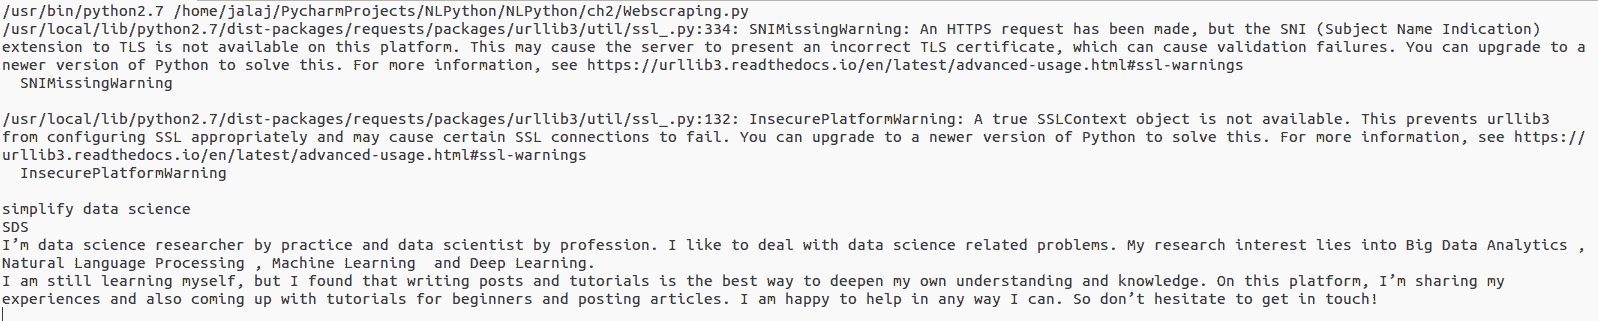 /usr/bin/python2.7 /home/jalaj/PycharmProjects/NLPython/NLPython/ch2/Webscraping.py
/usr/local/lib/python2.7/dist-packages/requests/packages/urllib3/util/ssl_.py:334: SNIMissingWarning: An HTTPS request has been made, but the SNI (Subject Name Indication)
extension to TLS is not available on this platform. This may cause the server to present an incorrect TLS certificate, which can cause validation failures. You can upgrade to a
newer version of Python to solve this. For more information, see https://urllib3.readthedocs.io/en/latest/advanced-usage.html#ssl-warnings
  SNIMissingWarning
/usr/local/lib/python2.7/dist-packages/requests/packages/urllib3/util/ssl_.py:132: InsecurePlatformWarning: A true SSLContext object is not available. This prevents urllib3
from configuring SSL appropriately and may cause certain SSL connections to fail. You can upgrade to a newer version of Python to solve this. For more information, see https://
urllib3.readthedocs.io/en/latest/advanced-usage.html#ssl-warnings
  InsecurePlatformWarning
simplify data science
SDS
I’m data science researcher by practice and data scientist by profession. I like to deal with data science related problems. My research interest lies into Big Data Analytics ,
Natural Language Processing , Machine Learning  and Deep Learning.
I am still learning myself, but I found that writing posts and tutorials is the best way to deepen my own understanding and knowledge. On this platform, I’m sharing my
experiences and also coming up with tutorials for beginners and posting articles. I am happy to help in any way I can. So don’t hesitate to get in touch!